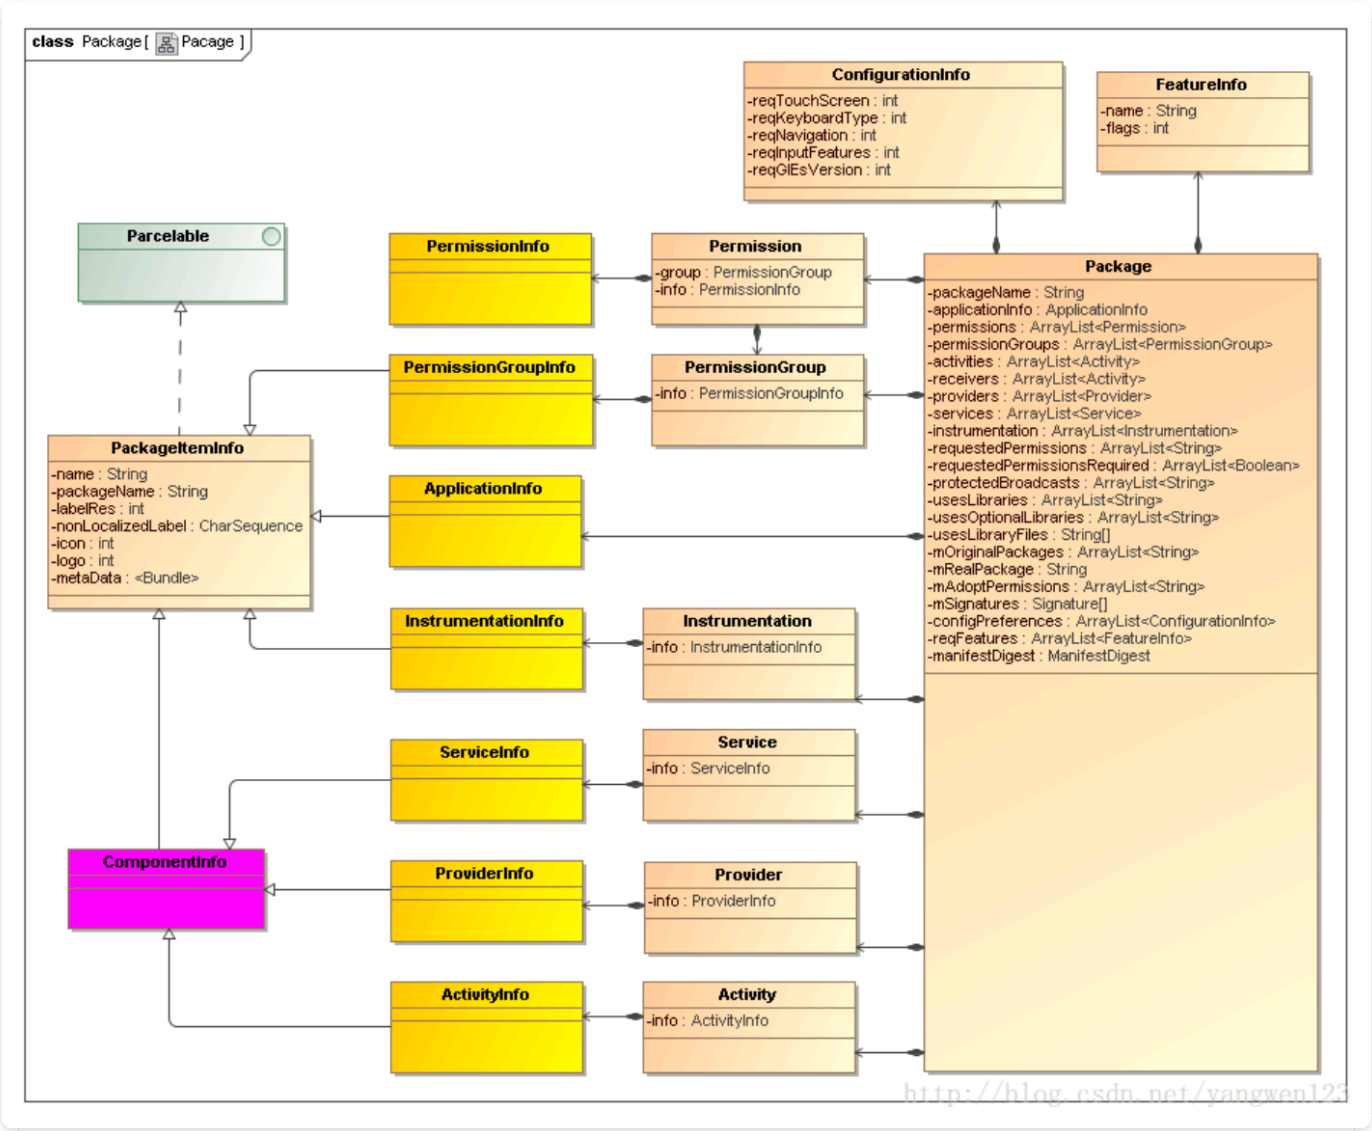 class Package[ Pacage ]
ConfigurationInfo
-reqTouchScreen : int
-reqKeyboardType : int
-reqNavigation : int
-reqInputFeatures : int
-reqGlEsVersion : int
FeatureInfo
-name : String
-flags : int
Parcelable
PermissionInfo
Permission
-group : PermissionGroup
-info : PermissionInfo
PermissionGroupInfo
PermissionGroup
-info : PermissionGroupInfo
Package
-packageName : String
-applicationInfo : ApplicationInfo
-permissions : ArrayList<Permission>
-permissionGroups : ArrayList<PermissionGroup>
-activities : ArrayList<Activity>
-receivers : ArrayList<Activity>
-providers : ArrayList<Provider>
-services : ArrayList<Service>
-instrumentation : ArrayList<Instrumentation>
-requestedPermissions : ArrayList<String>
-requestedPermissionsRequired : ArrayList<Boolean>
-protectedBroadcasts : ArrayList<String>
-usesLibraries : ArrayList<String>
-usesOptionalLibraries : ArrayList<String>
-usesLibraryFiles : String[]
-mOriginalPackages : ArrayList<String>
-mRealPackage : String
-mAdoptPermissions : ArrayList<String>
-mSignatures : Signature[]
-configPreferences : ArrayList<ConfigurationInfo>
-reqFeatures : ArrayList<FeatureInfo>
-manifestDigest : ManifestDigest
PackageItemInfo
-name : String
-packageName : String
-labelRes : int
-nonLocalizedLabel : CharSequence
-icon : int
-logo : int
-metaData : <Bundle>
ApplicationInfo
InstrumentationInfo
Instrumentation
-info : InstrumentationInfo
ServiceInfo
Service
-info : ServiceInfo
ComponentInfo
ProviderInfo
Provider
-info : ProviderInfo
ActivityInfo
Activity
-info : ActivityInfo
http://blog.csdn.net/yangwen123